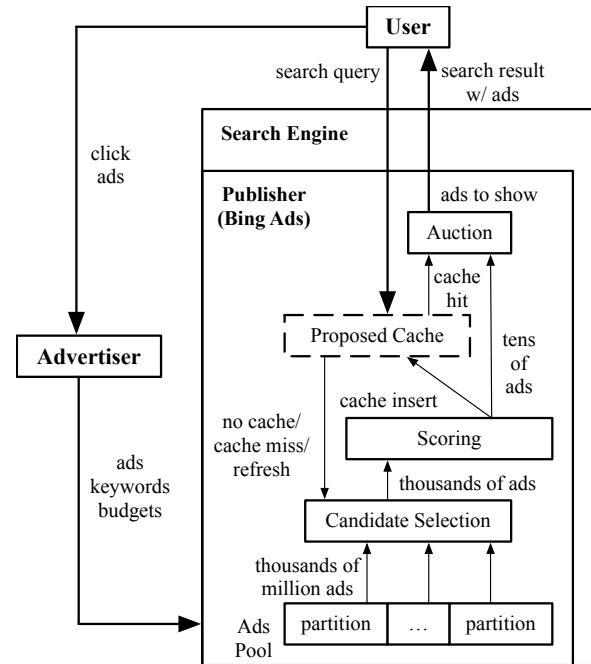 User
search query
search result
w/ ads
Search Engine
click
ads
Publisher
(Bing Ads)
ads to show
Auction
cache
hit
Proposed Cache
Advertiser
tens
of
ads
cache insert
no cache/
cache miss/
refresh
Scoring
ads
keywords
budgets
thousands of ads
Candidate Selection
thousands of
million ads
Ads
Pool
partition
...
partition